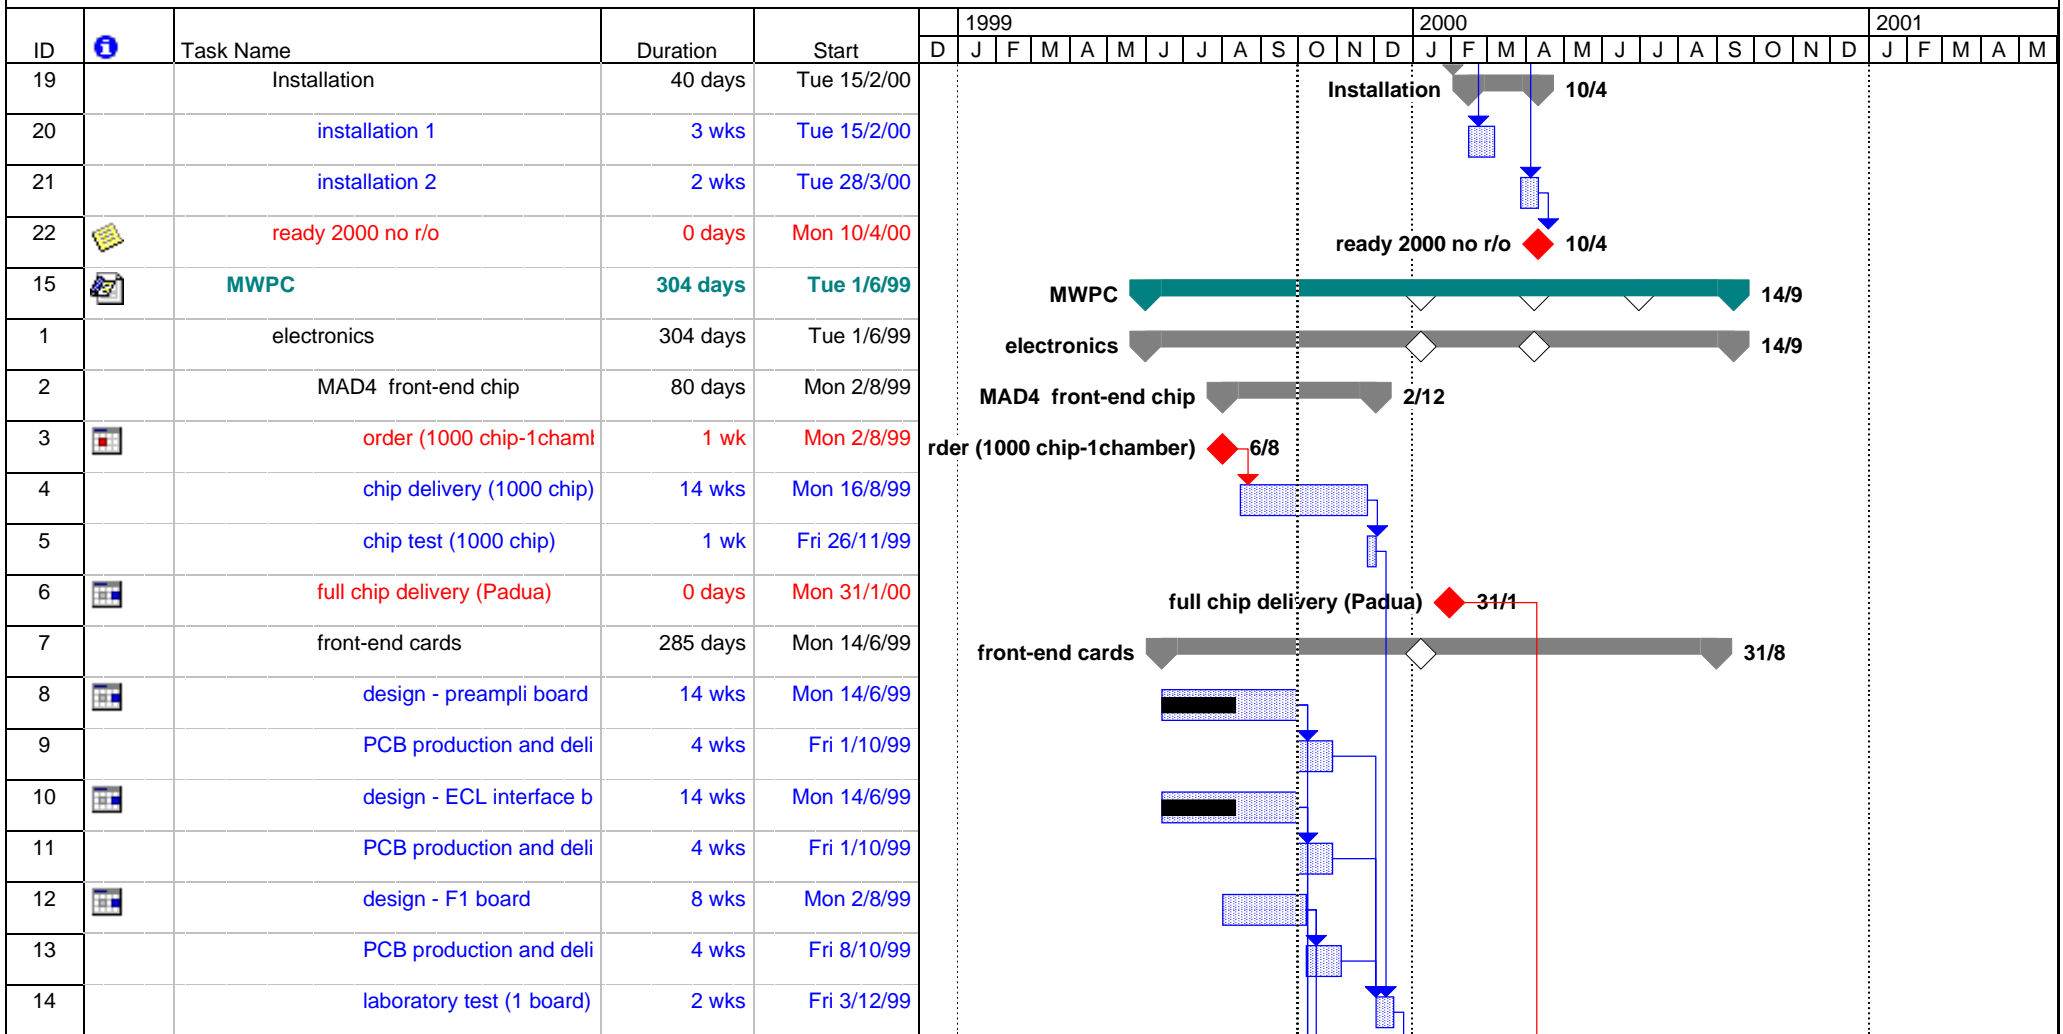 1999 2000 2001
ID Task Name Duration Start D J F M A M J J A S O N D J F M A M J J A S O N D J F M A M
19 Installation 40 days Tue 15/2/00 Installation 10/4
20 installation 1 3 wks Tue 15/2/00
21 installation 2 2 wks Tue 28/3/00
22 ready 2000 no r/o 0 days Mon 10/4/00 ready 2000 no r/o 10/4
15 MWPC 304 days Tue 1/6/99 MWPC 14/9
1 electronics 304 days Tue 1/6/99 electronics 14/9
2 MAD4 front-end chip 80 days Mon 2/8/99 MAD4 front-end chip 2/12
3 order (1000 chip-1chaml 1 wk Mon 2/8/99 rder (1000 chip-1chamber) 6/8
4 chip delivery (1000 chip) 14 wks Mon 16/8/99
5 chip test (1000 chip) 1 wk Fri 26/11/99
6 full chip delivery (Padua) 0 days Mon 31/1/00 full chip delivery (Padua) 31/1
7 front-end cards 285 days Mon 14/6/99 front-end cards 31/8
8 design - preampli board 14 wks Mon 14/6/99
9 PCB production and deli 4 wks Fri 1/10/99
10 design - ECL interface b 14 wks Mon 14/6/99
11 PCB production and deli 4 wks Fri 1/10/99
12 design - F1 board 8 wks Mon 2/8/99
13 PCB production and deli 4 wks Fri 8/10/99
14 laboratory test (1 board) 2 wks Fri 3/12/99